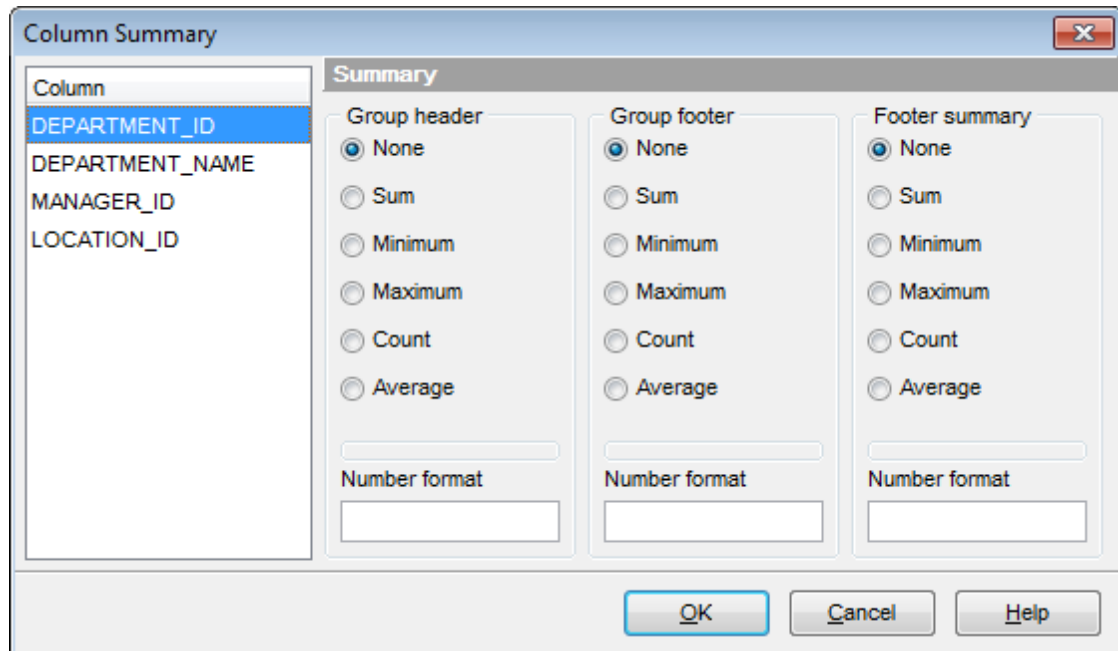 Column Summary
Column
DEPARTMENT_ID
DEPARTMENT_NAME
MANAGER_ID
LOCATION_ID
Summary
Group header
None
Sum
Minimum
Maximum
Count
Average
Number format
Group footer
None
Sum
Minimum
Maximum
Count
Average
Number format
Footer summary
None
Sum
Minimum
Maximum
Count
Average
Number format
OK
Cancel
Help